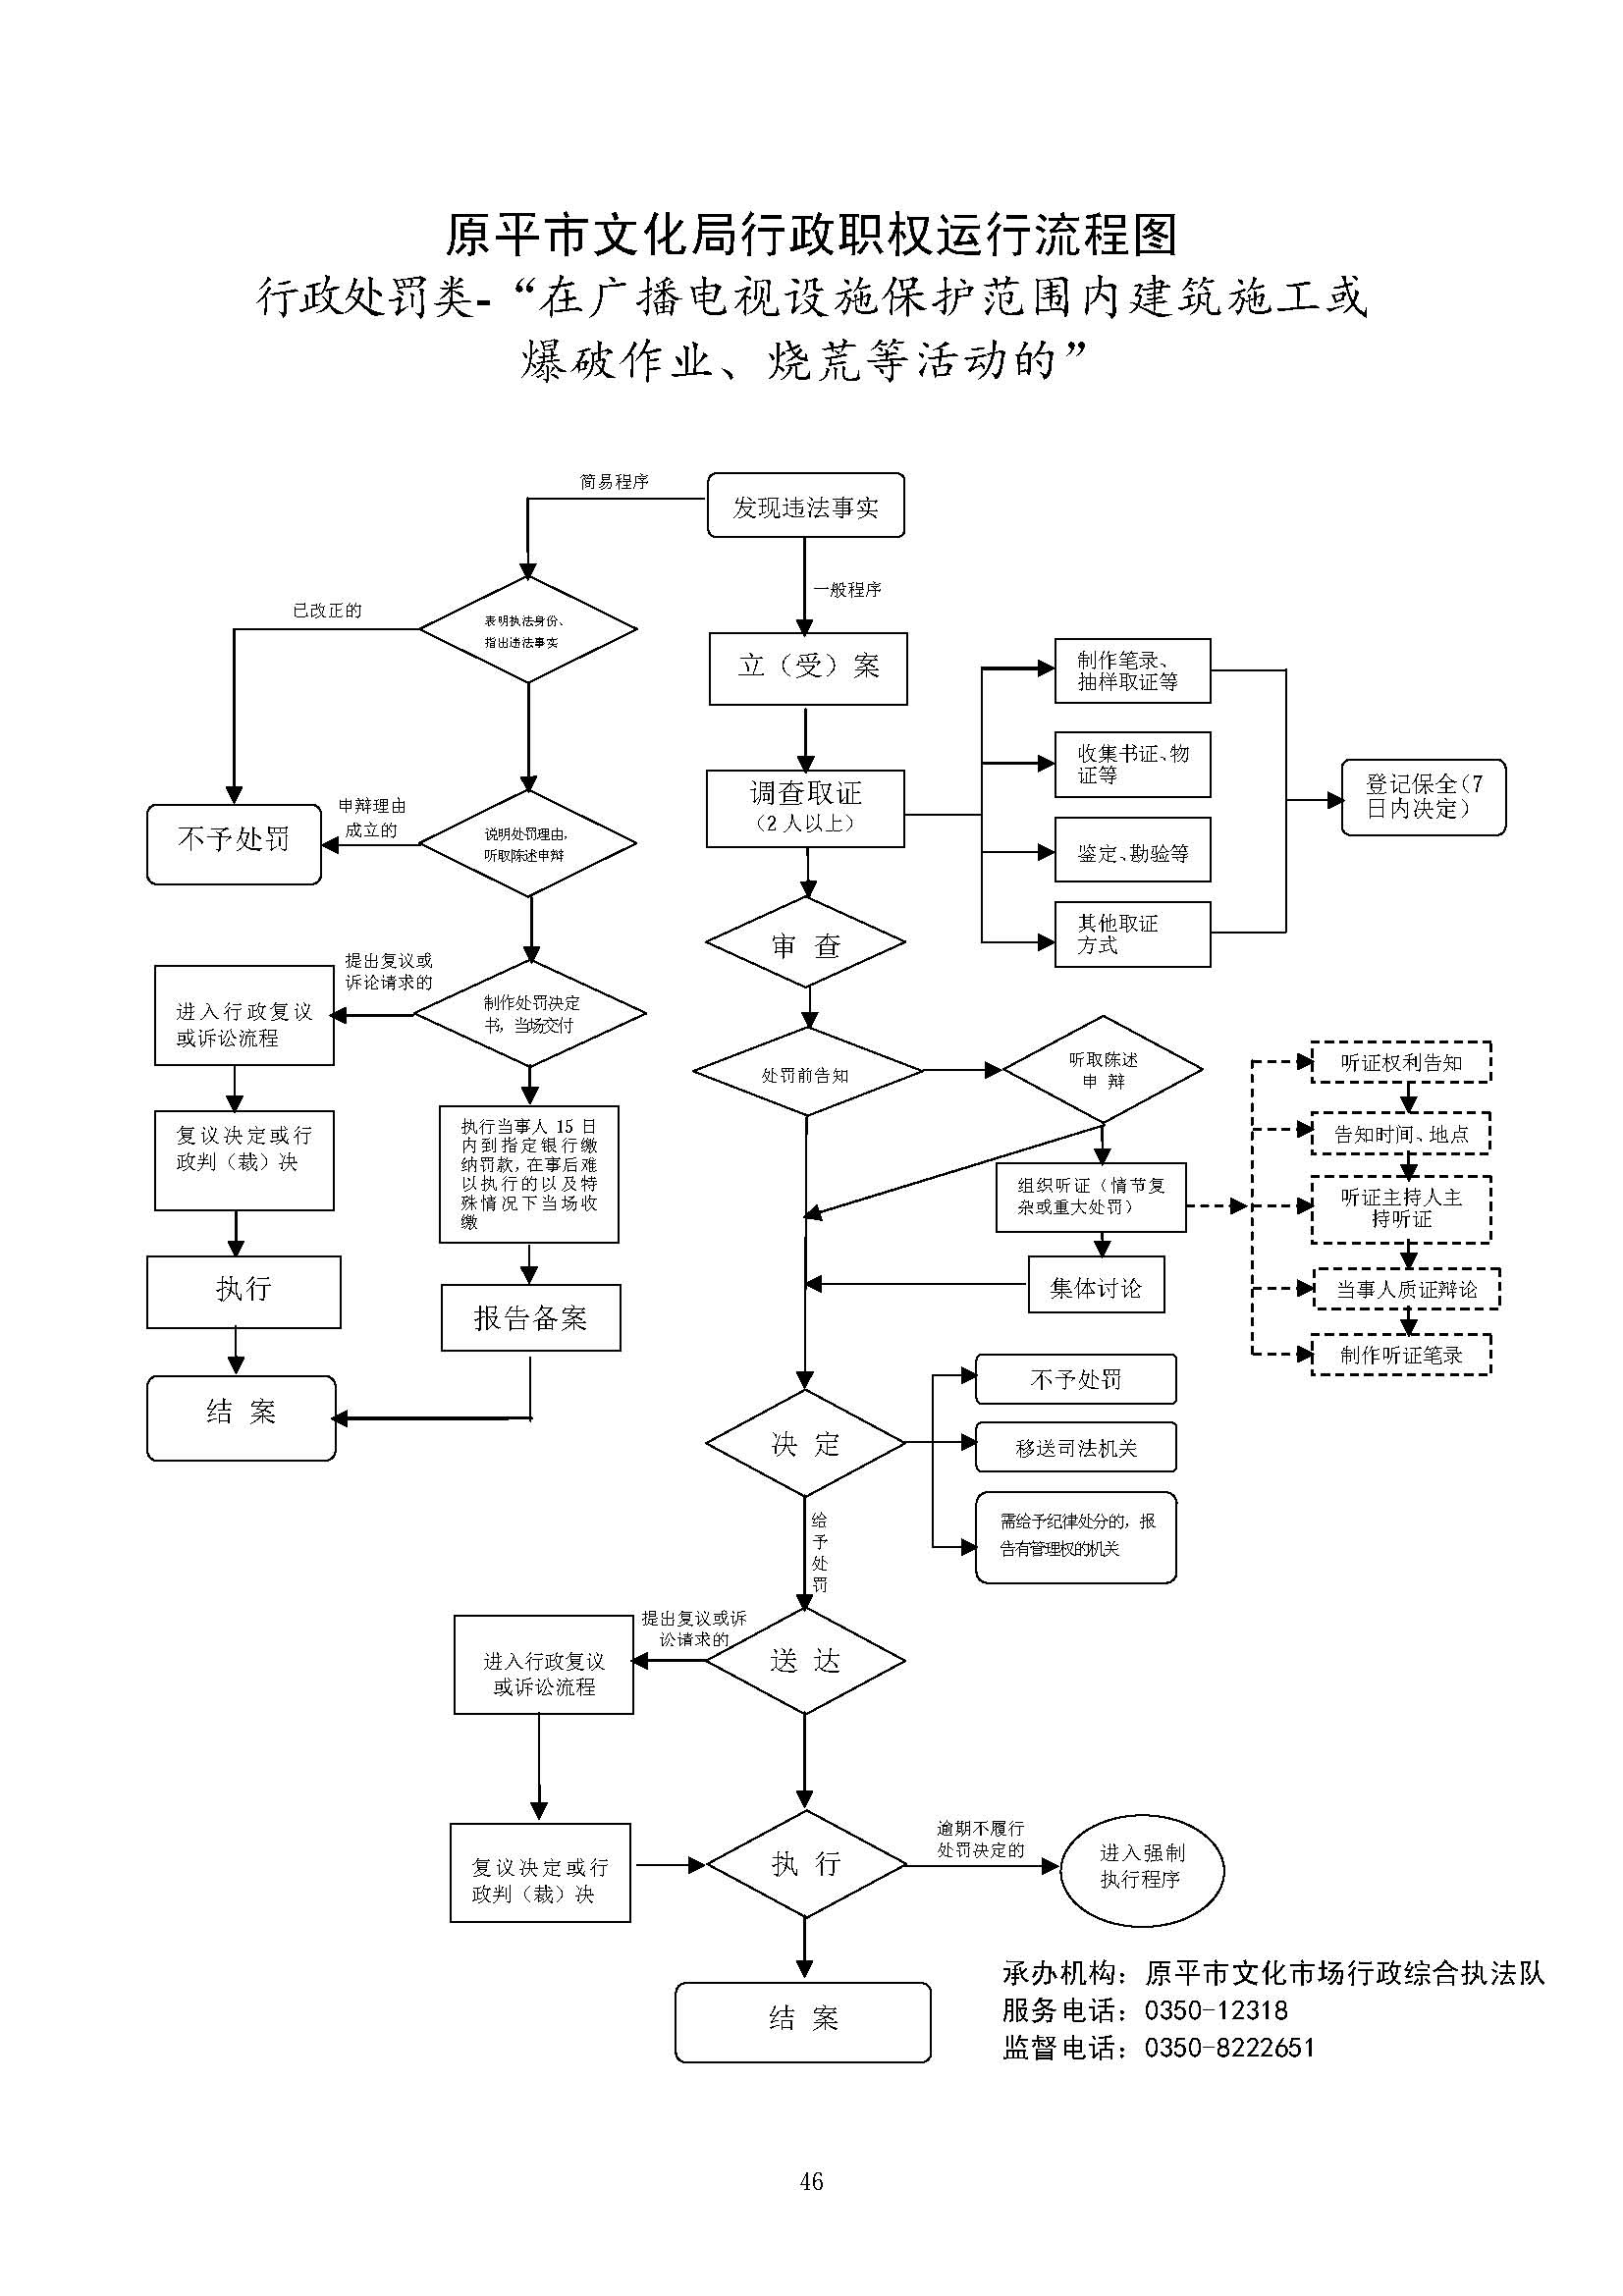 原平市文化局行政职权运行流程图
行政处罚类-“在广播电视设施保护范围内建筑施工或
爆破作业、烧荒等活动的”
简易程序
发现违法事实
一般程序
已改正的
表明执法身份、
指出违法事实
立（受）案
制作笔录、
抽样取证等
收集书证、物
证等
登记保全（7
日内决定）
调查取证
（2 人以上）
申辩理由
成立的
不予处罚
说明处罚理由，
听取陈述申辩
鉴定、勘验等
其他取证
方式
审 查
提出复议或
诉论请求的
进入行政复议
或诉讼流程
制作处罚决定
书，当场交付
处罚前告知
听取陈述
申 辩
听证权利告知
告知时间、地点
听证主持人主
持听证
当事人质证辩论
制作听证笔录
复议决定或行
政判（裁）决
执行当事人 15 日
内到指定银行缴
纳罚款，在事后难
以执行的以及特
殊情况下当场收
缴
组织听证（情节复
杂或重大处罚）
集体讨论
执行
报告备案
结 案
决 定
不予处罚
移送司法机关
需给予纪律处分的，报
告有管理权的机关
给
予
处
罚
提出复议或诉
讼请求的
进入行政复议
或诉讼流程
送 达
复议决定或行
政判（裁）决
执 行
逾期不履行
处罚决定的
进入强制
执行程序
结 案
承办机构：原平市文化市场行政综合执法队
服务电话：0350-12318
监督电话：0350-8222651
46